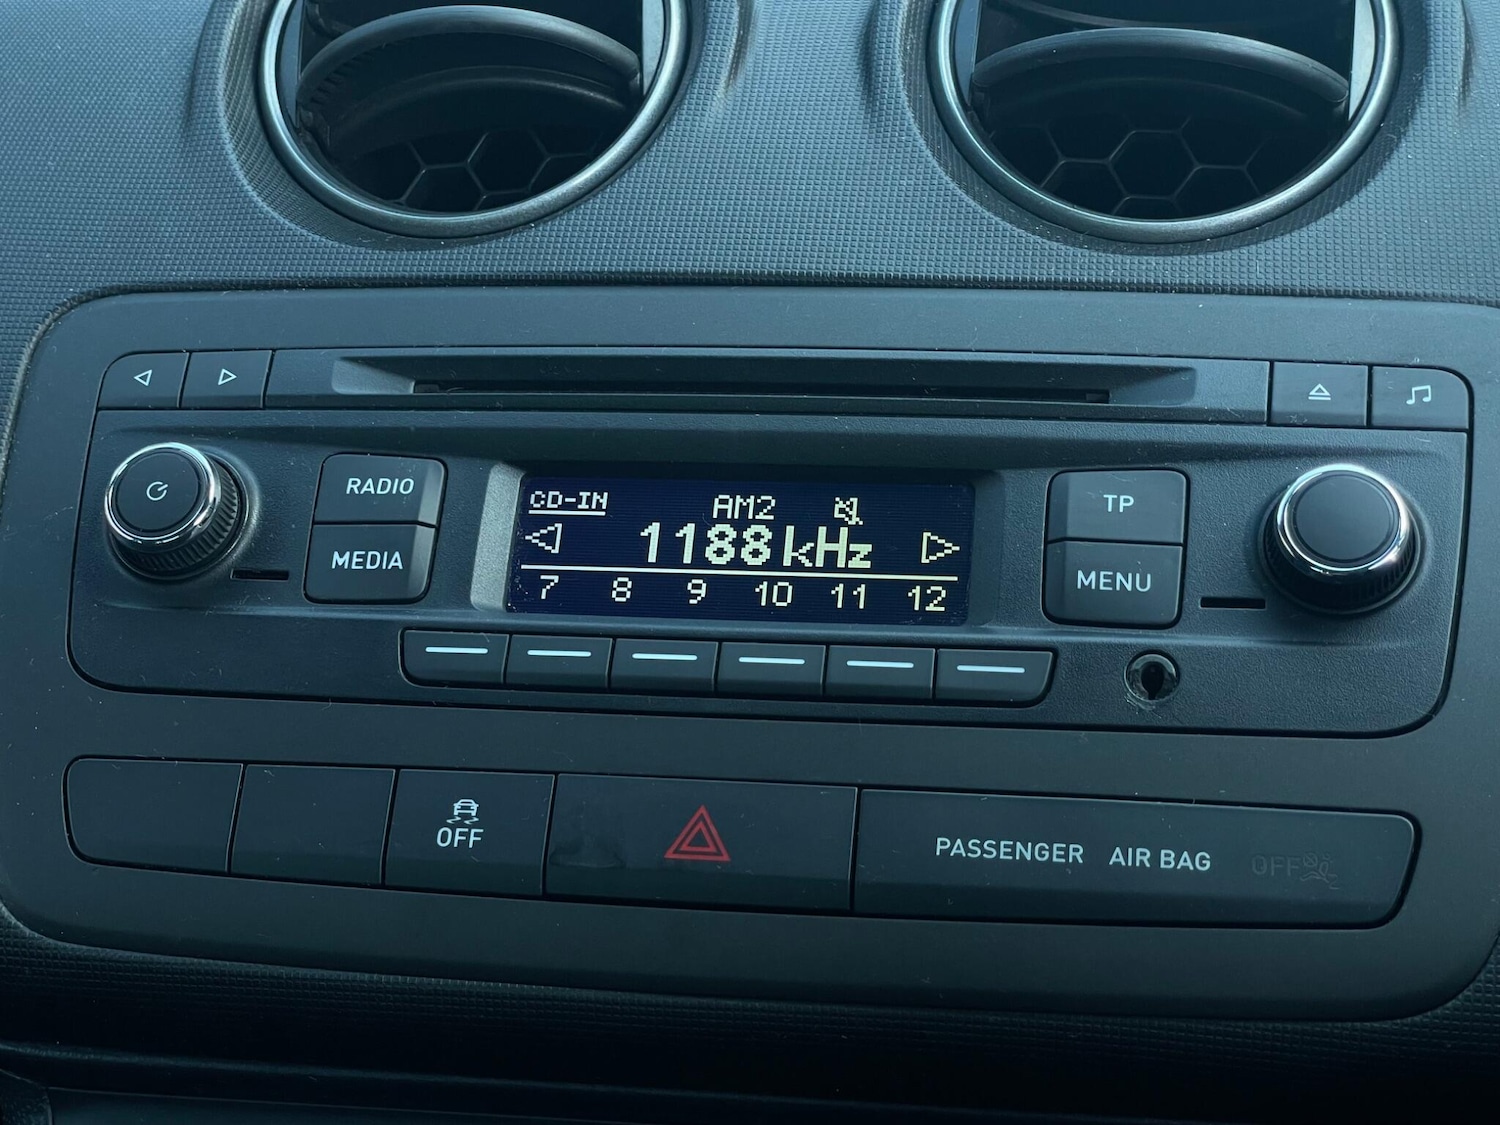 RADIO
MEDIA
CD-IN
AM2
1188 kHz
7 8 9 10 11 12
TP
MENU
OFF
PASSENGER AIR BAG OFF